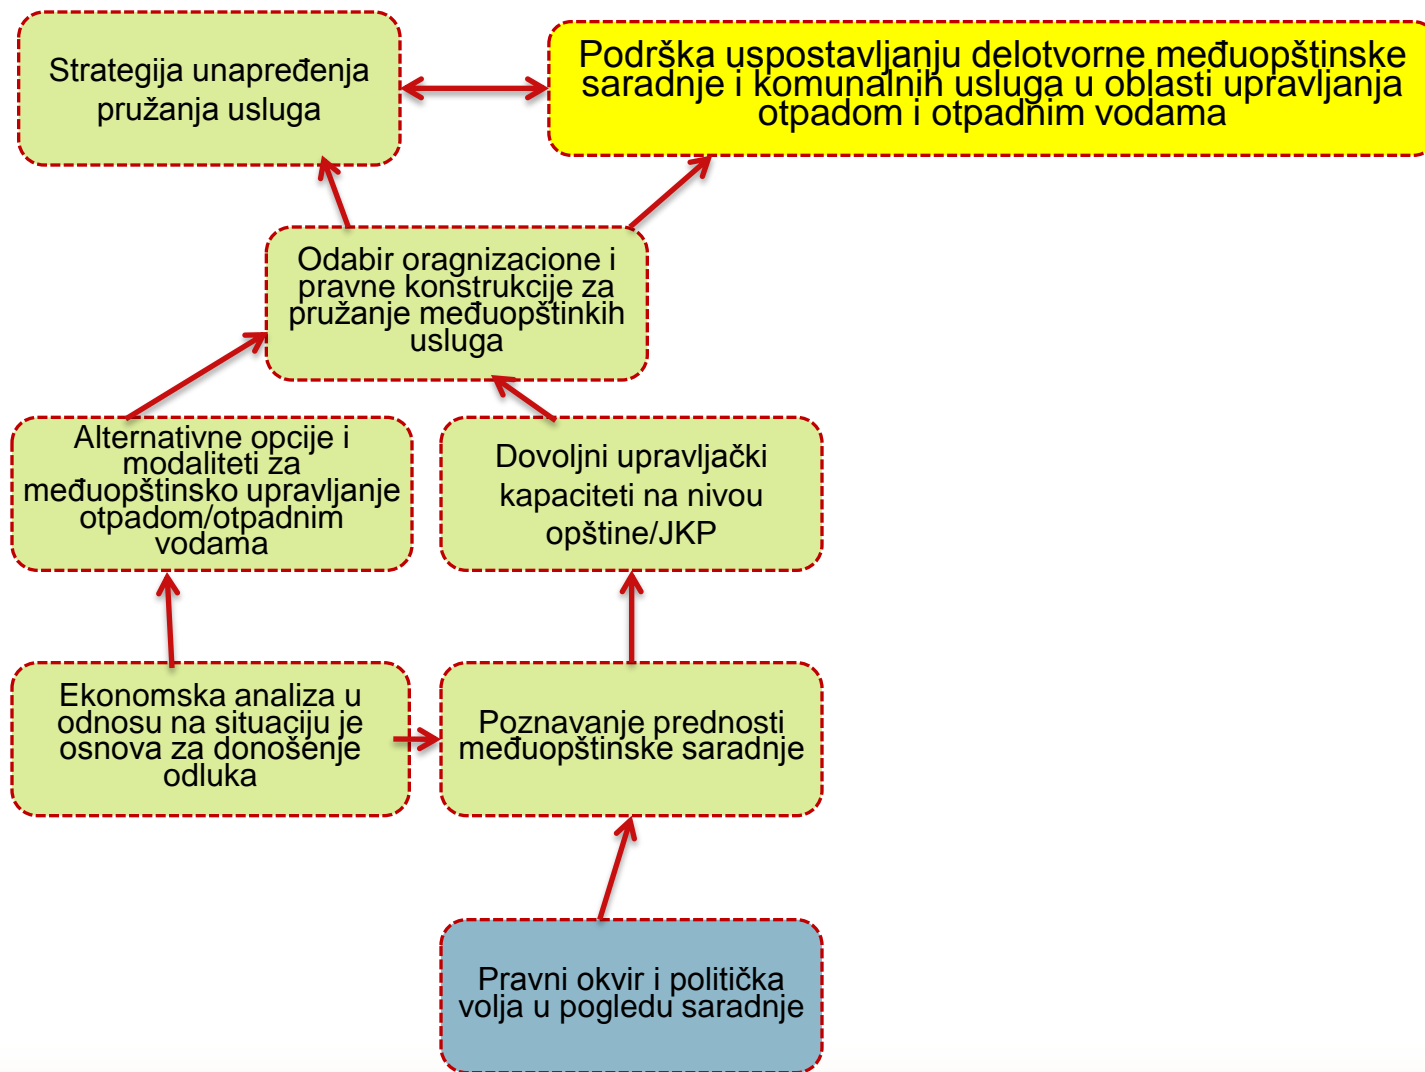 Strategija unapređenja
pružanja usluga
Podrška uspostavljanju delotvorne međuopštinske
saradnje i komunalnih usluga u oblasti upravljanja
otpadom i otpadnim vodama
Odabir oragnizacione i
pravne konstrukcije za
pružanje međuopštinkih
usluga
Alternativne opcije i
modaliteti za
međuopštinsko upravljanje
otpadom/otpadnim
vodama
Dovoljni upravljački
kapaciteti na nivou
opštine/JKP
Ekonomska analiza u
odnosu na situaciju je
osnova za donošenje
odluka
Poznavanje prednosti
međuopštinske saradnje
Pravni okvir i politička
volja u pogledu saradnje